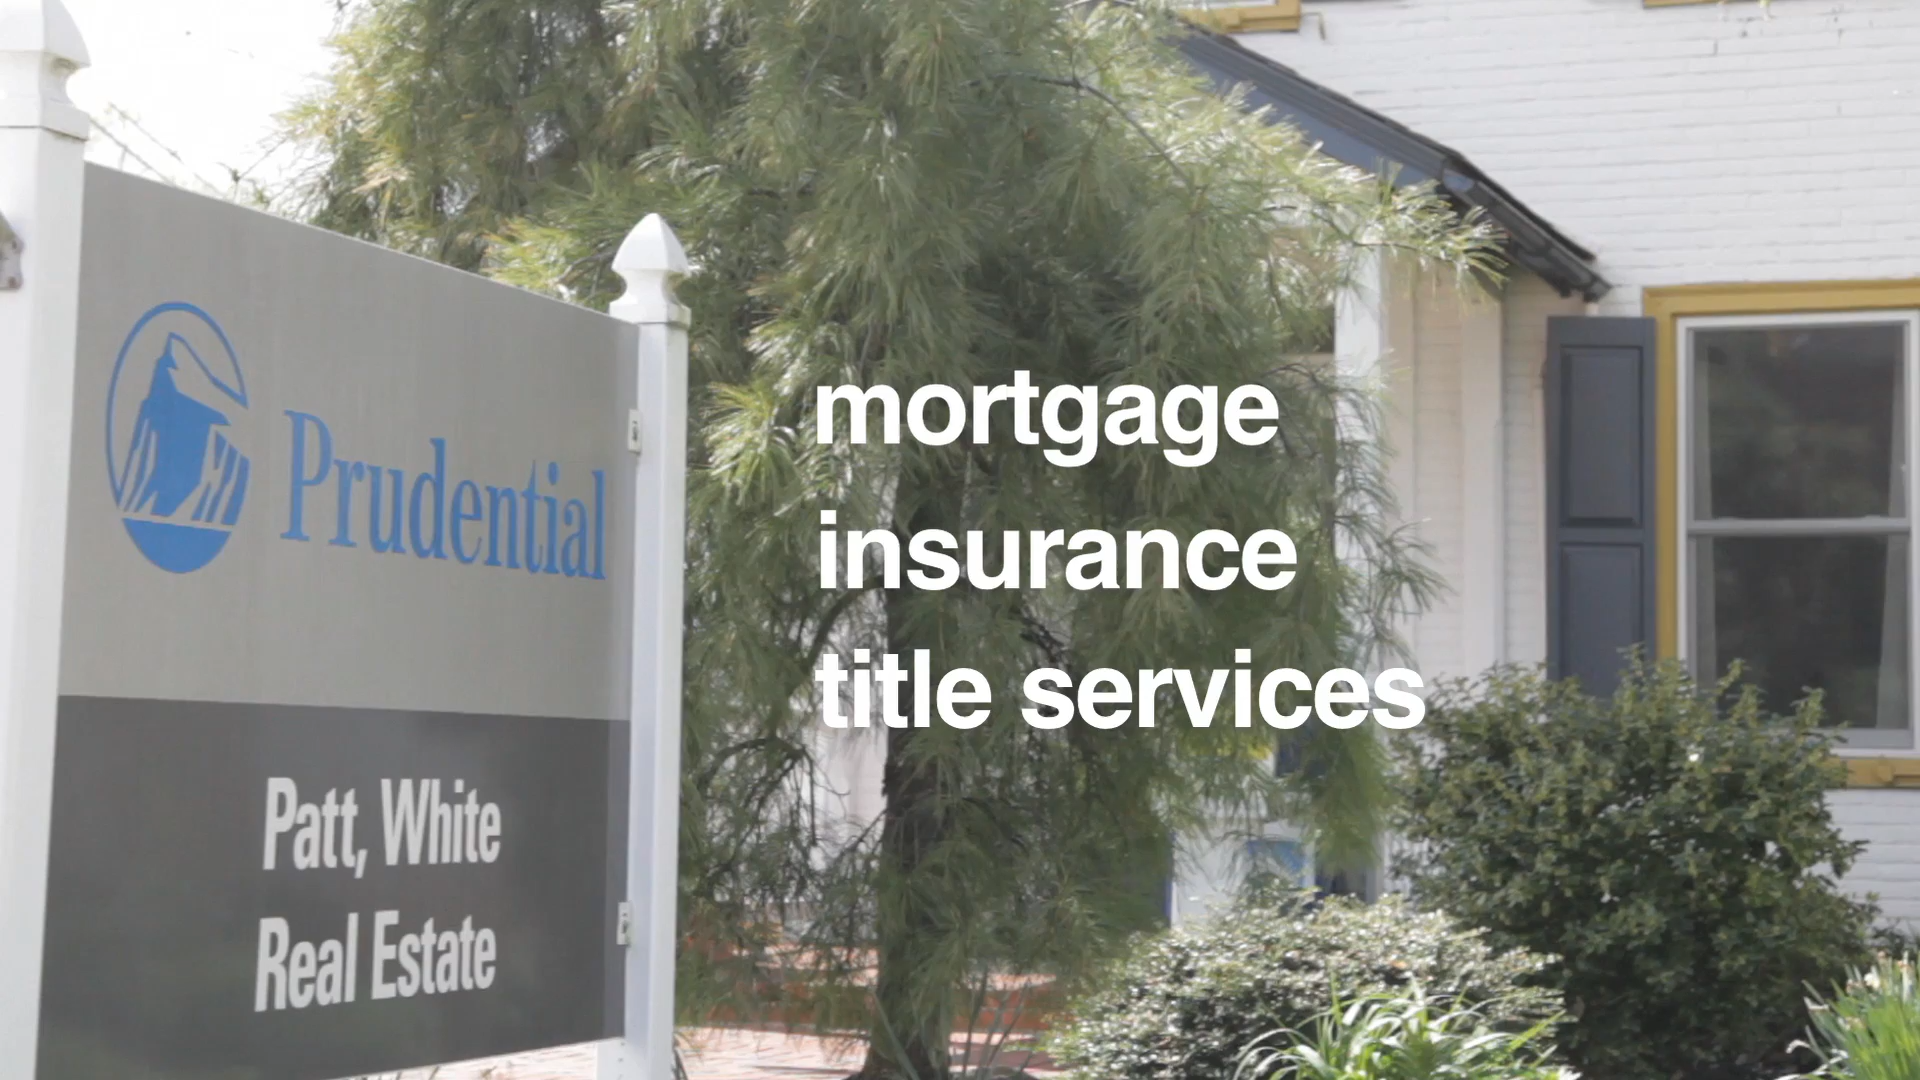 Prudential
Patt, White
Real Estate
mortgage
insurance
title services